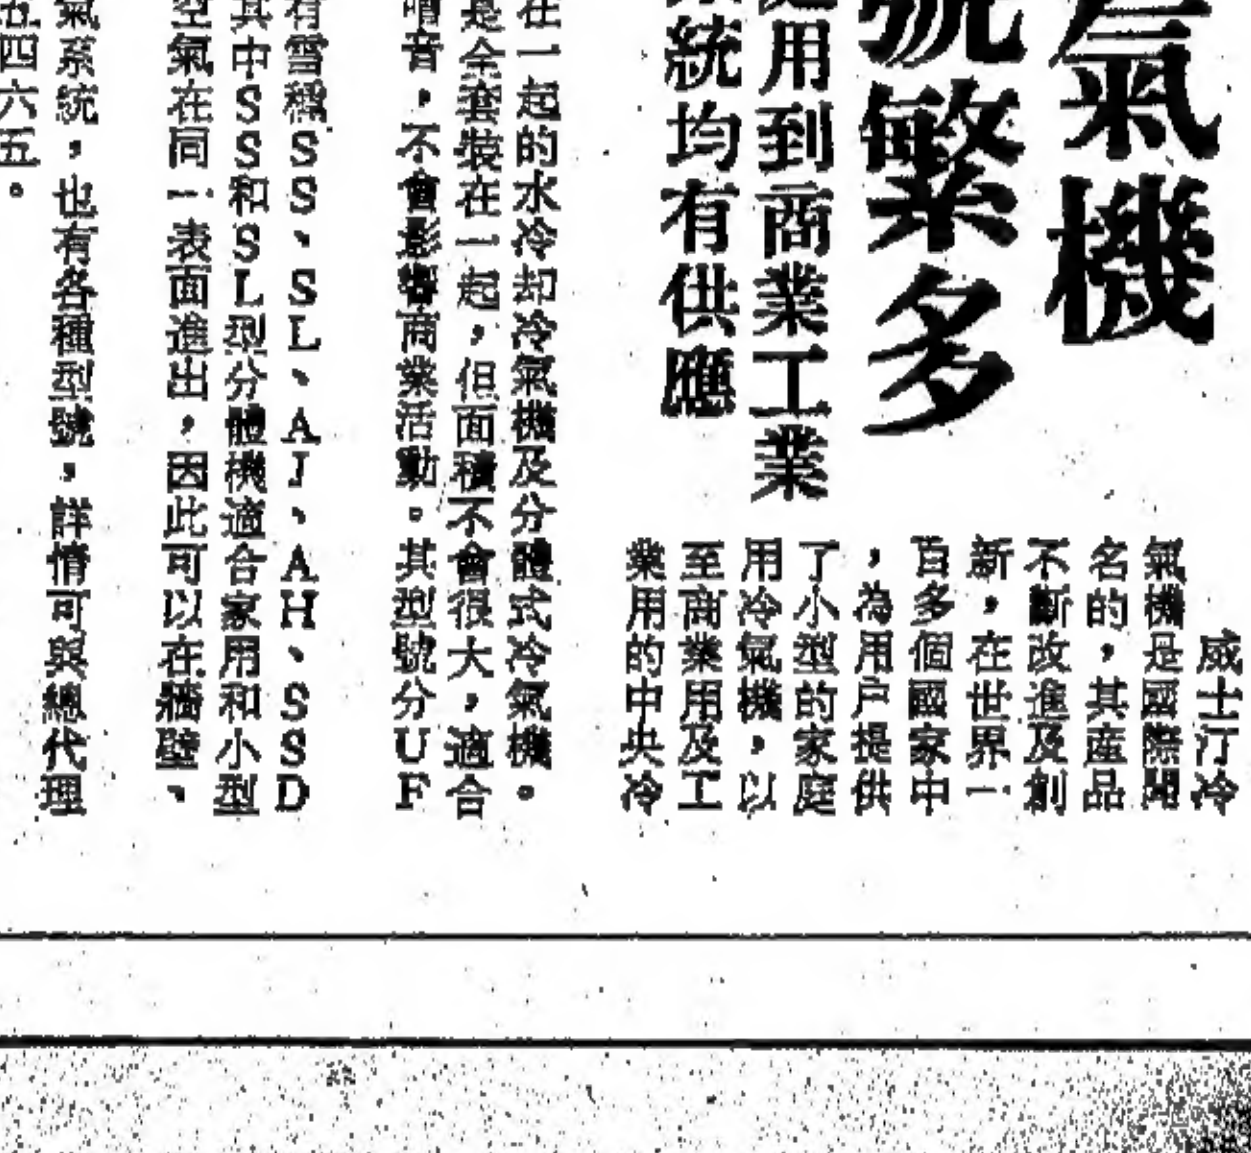 氣機
號繁多
使用到商業工業
系統均有供應
威士汀冷
氣機是國際聞
名的，其產品
不斷改進及創
新，在世界一
百多個國家中
，為用户提供
了小型的家庭
用冷氣機，以
至商業用及工
業用的中央冷
在一起的水冷却冷氣機及分體式冷氣機。
是全套裝在一起，但面積不會很大，適合
噪音，不會影響商業活動。其型號分UF
有雪種SS、SL、AJ、AH、SSD
其中SS和SL型分體機適合家用和小型
空氣在同一表面進出，因此可以在牆壁、
氣系統，也有各種型號，詳情可與總代理
五四六五。